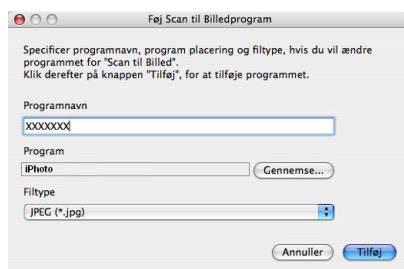 Føj Scan til Billedprogram
Specificer programnavn, program placering og filtype, hvis du vil ændre
programmet for "Scan til Billed".
Klik derefter på knappen "Tilføj", for at tilføje programmet.
Programnavn
XXXXXXX
Program
iPhoto
Gennemse...
Filtype
JPEG (*.jpg)
Annuller
Tilføj